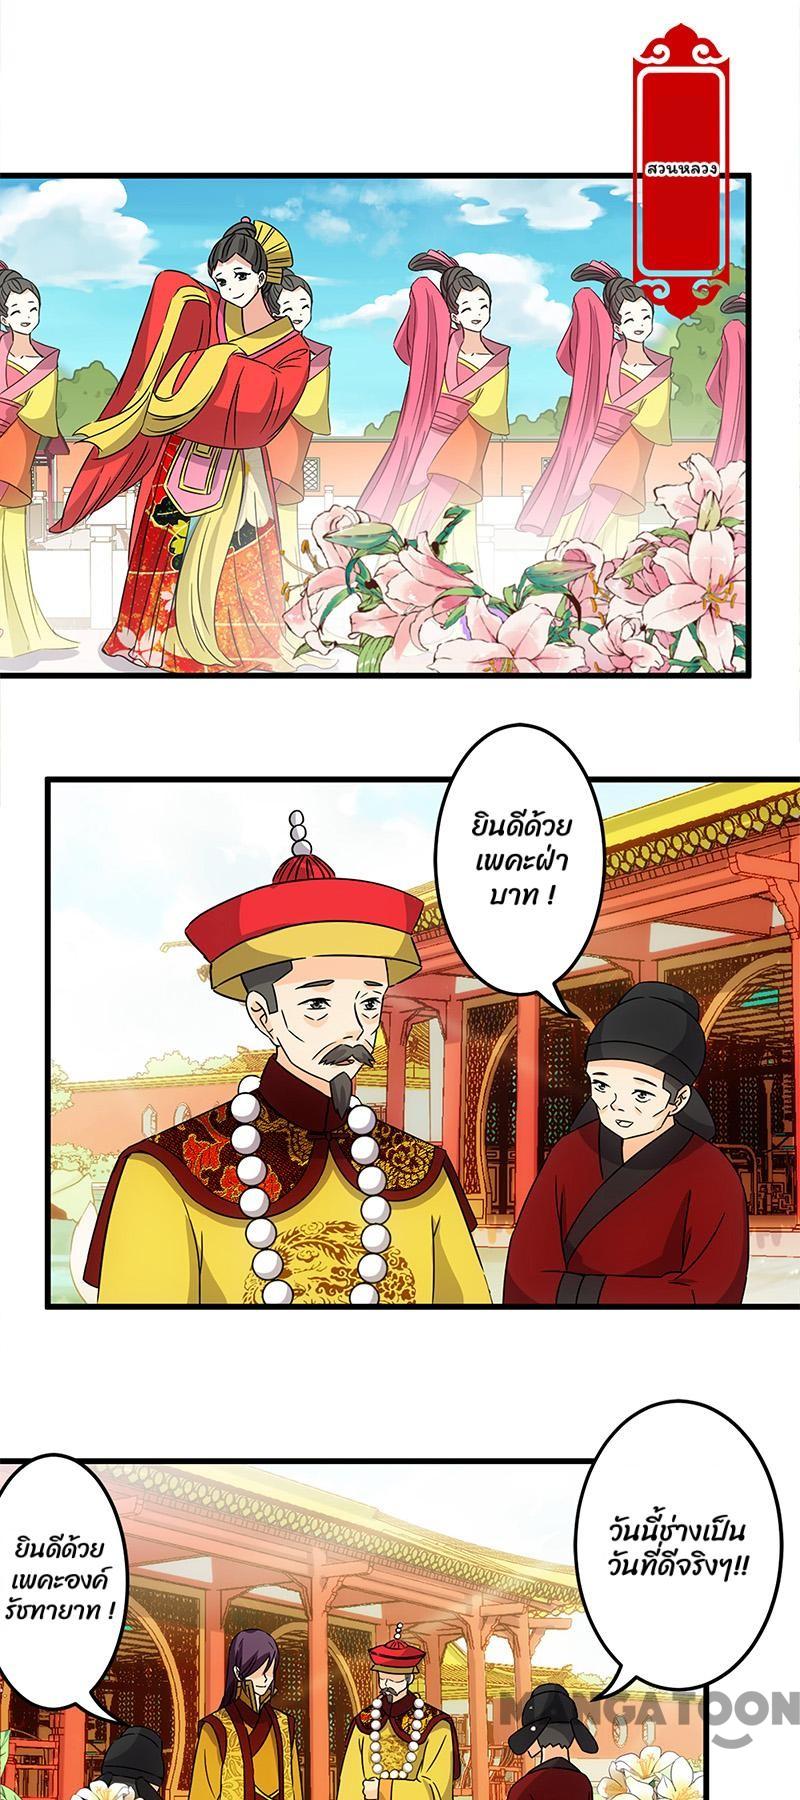 สวนหลวง
ยินดีด้วย
เพคะฝ่า
บาท !
วันนี้ช่างเป็น
วันที่ดีจริงๆ!!
ยินดีด้วย
เพคะองค์
รัชทายาท !
MANGATOON